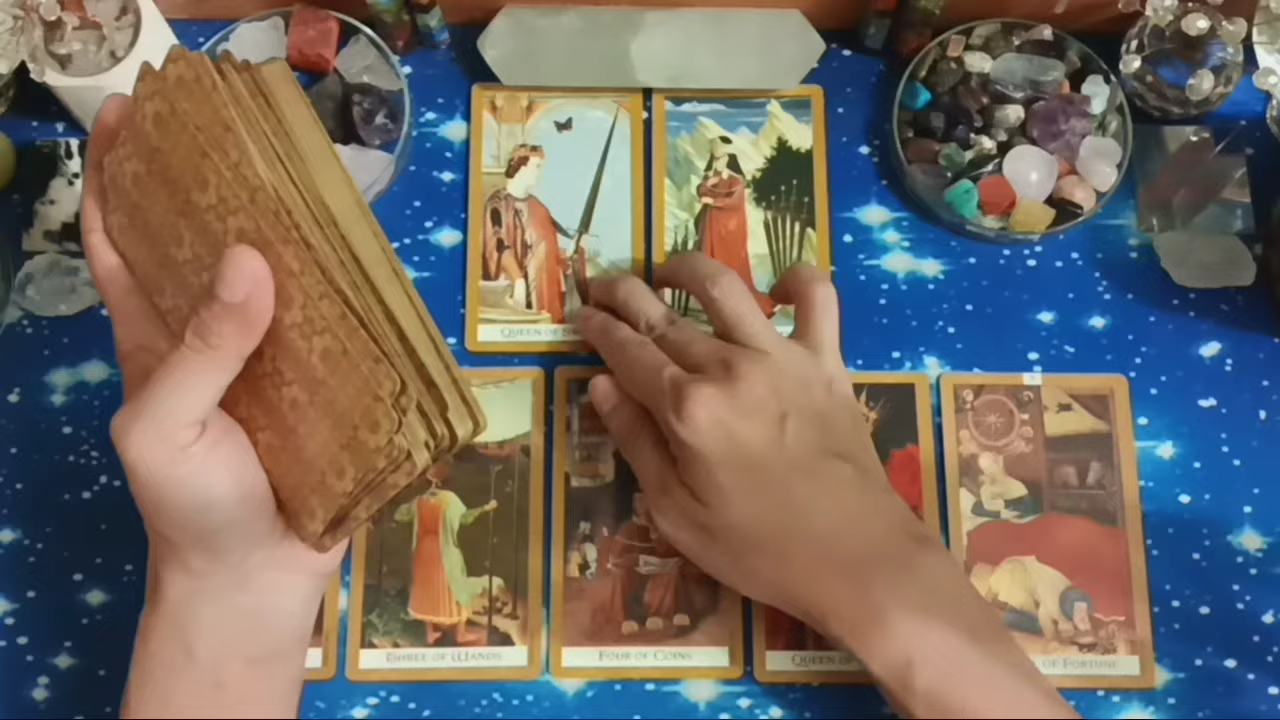 QUEEN OF
THREE OF WANDS
FOUR OF COINS
QUEEN OF
OF FORTUNE